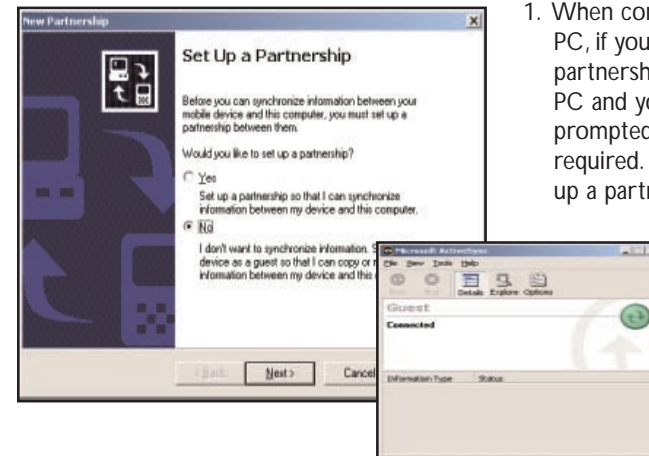 New Partnership
Set Up a Partnership
Before you can synchronize information between your
mobile device and this computer, you must set up a
partnership between them.
Would you like to set up a partnership?
Yes
Set up a partnership so that I can synchronize
information between my device and this computer.
No
I don't want to synchronize information. S
device as a guest so that I can copy or
information between my device and this
< Back
Next >
Cancel
1. When con
PC, if you
partnersh
PC and yo
prompted
required.
up a partn
Microsoft ActiveSync
File View Tools Help
Details Explore Options
Guest
Connected
Information Type Status